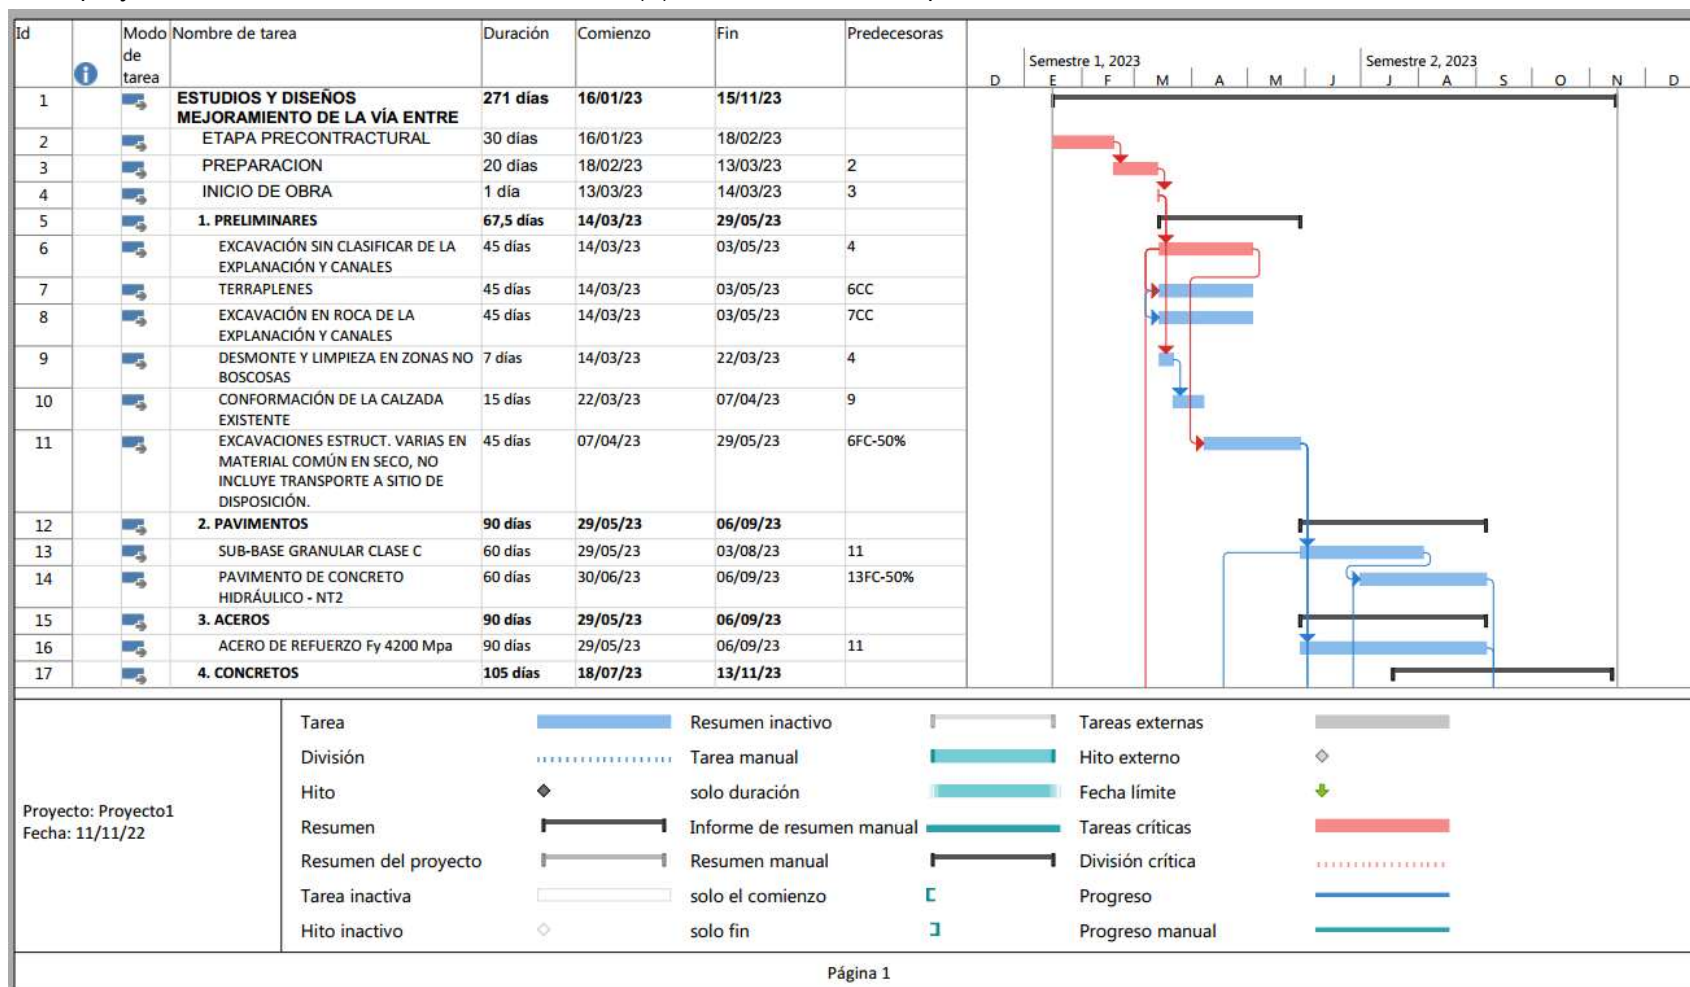 Id Modo de tarea Nombre de tarea Duración Comienzo Fin Predecesoras
Semestre 1, 2023 Semestre 2, 2023
D E F M A M J J A S O N D
1 ESTUDIOS Y DISEÑOS 271 días 16/01/23 15/11/23
MEJORAMIENTO DE LA VÍA ENTRE
2 ETAPA PRECONTRACTURAL 30 días 16/01/23 18/02/23
3 PREPARACION 20 días 18/02/23 13/03/23 2
4 INICIO DE OBRA 1 día 13/03/23 14/03/23 3
5 1. PRELIMINARES 67,5 días 14/03/23 29/05/23
6 EXCAVACIÓN SIN CLASIFICAR DE LA 45 días 14/03/23 03/05/23 4
EXPLANACIÓN Y CANALES
7 TERRAPLENES 45 días 14/03/23 03/05/23 6CC
8 EXCAVACIÓN EN ROCA DE LA 45 días 14/03/23 03/05/23 7CC
EXPLANACIÓN Y CANALES
9 DESMONTE Y LIMPIEZA EN ZONAS NO 7 días 14/03/23 22/03/23 4
BOSCOSAS
10 CONFORMACIÓN DE LA CALZADA 15 días 22/03/23 07/04/23 9
EXISTENTE
11 EXCAVACIONES ESTRUCT. VARIAS EN 45 días 07/04/23 29/05/23 6FC-50%
MATERIAL COMÚN EN SECO, NO
INCLUYE TRANSPORTE A SITIO DE
DISPOSICIÓN.
12 2. PAVIMENTOS 90 días 29/05/23 06/09/23
13 SUB-BASE GRANULAR CLASE C 60 días 29/05/23 03/08/23 11
14 PAVIMENTO DE CONCRETO 60 días 30/06/23 06/09/23 13FC-50%
HIDRÁULICO - NT2
15 3. ACEROS 90 días 29/05/23 06/09/23
16 ACERO DE REFUERZO Fy 4200 Mpa 90 días 29/05/23 06/09/23 11
17 4. CONCRETOS 105 días 18/07/23 13/11/23
Proyecto: Proyecto1
Fecha: 11/11/22
Tarea Resumen inactivo Tareas externas
División Tarea manual Hito externo
Hito solo duración Fecha límite
Resumen Informe de resumen manual Tareas críticas
Resumen del proyecto Resumen manual División crítica
Tarea inactiva solo el comienzo Progreso
Hito inactivo solo fin Progreso manual
Página 1